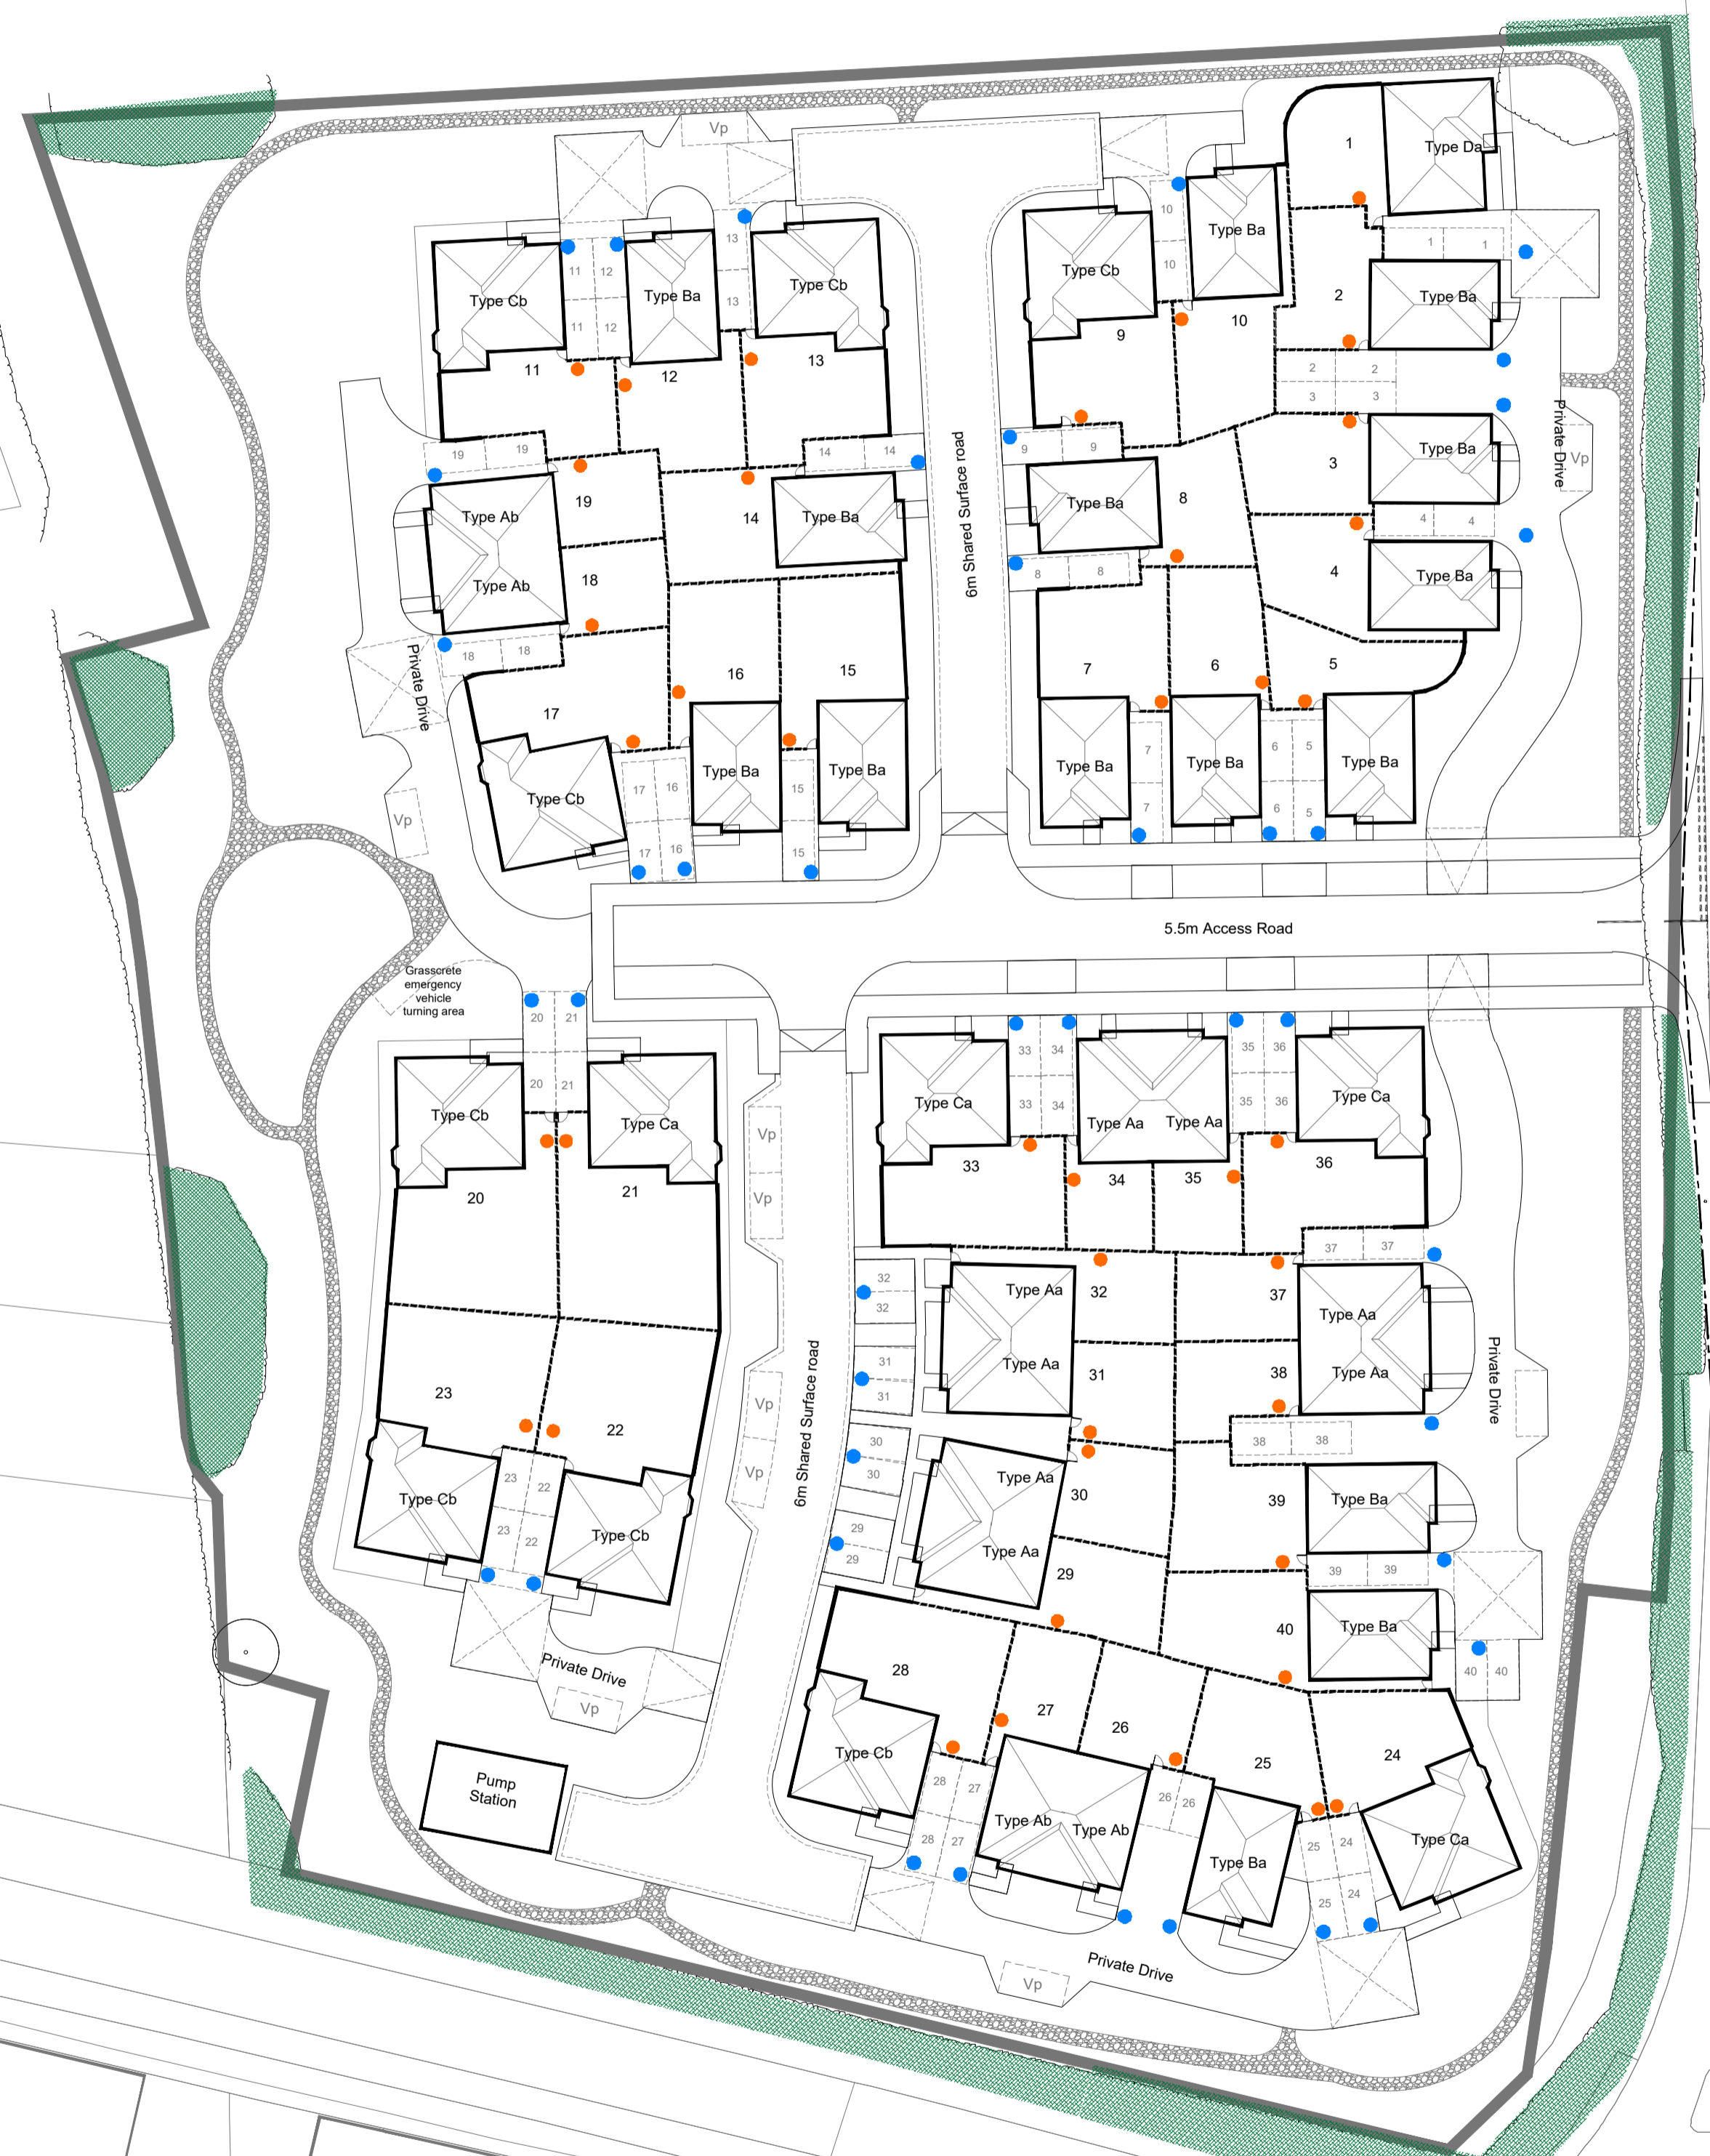 Vp
1
Type Da
10
10
Type Ba
13
13
Type Cb
11
12
11
12
Type Cb
Type Ba
Type Cb
1
1
2
Type Ba
9
10
11
12
13
2
2
3
3
Private Drive
Vp
19
19
14
14
9
9
3
Type Ba
6m Shared Surface road
19
Type Ab
Type Ab
14
Type Ba
Type Ba
8
4
4
18
8
8
4
Type Ba
18
18
Private Drive
16
15
7
6
5
17
Type Cb
17
16
17
16
Type Ba
15
15
Type Ba
Type Ba
7
7
Type Ba
6
5
6
5
Type Ba
Vp
5.5m Access Road
Grasscrete
emergency
vehicle
turning area
20
21
20
21
Type Cb
Type Ca
20
21
Vp
Vp
33
34
33
34
Type Ca
Type Aa
Type Aa
35
36
35
36
Type Ca
33
34
35
36
37
37
32
32
Type Aa
32
37
Type Aa
31
31
Type Aa
31
38
Type Aa
Private Drive
6m Shared Surface road
23
22
Vp
Vp
30
30
Type Aa
30
38
38
23
22
23
22
Type Cb
Type Cb
29
29
Type Aa
29
39
Type Ba
39
39
40
Type Ba
40
40
Private Drive
Vp
28
27
26
25
24
Type Cb
28
27
28
27
Type Ab
Type Ab
26
26
Type Ba
25
24
25
24
Type Ca
Pump
Station
Private Drive
Vp